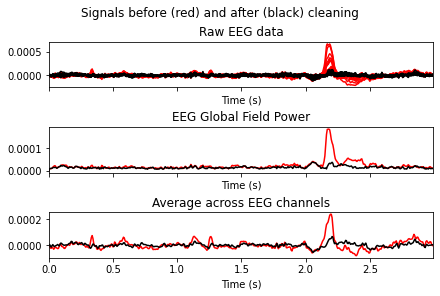 Signals before (red) and after (black) cleaning
Raw EEG data
0.0005
0.0000
Time (s)
EEG Global Field Power
0.0001
0.0000
Time (s)
Average across EEG channels
0.0002
0.0000
0.0 0.5 1.0 1.5 2.0 2.5
Time (s)